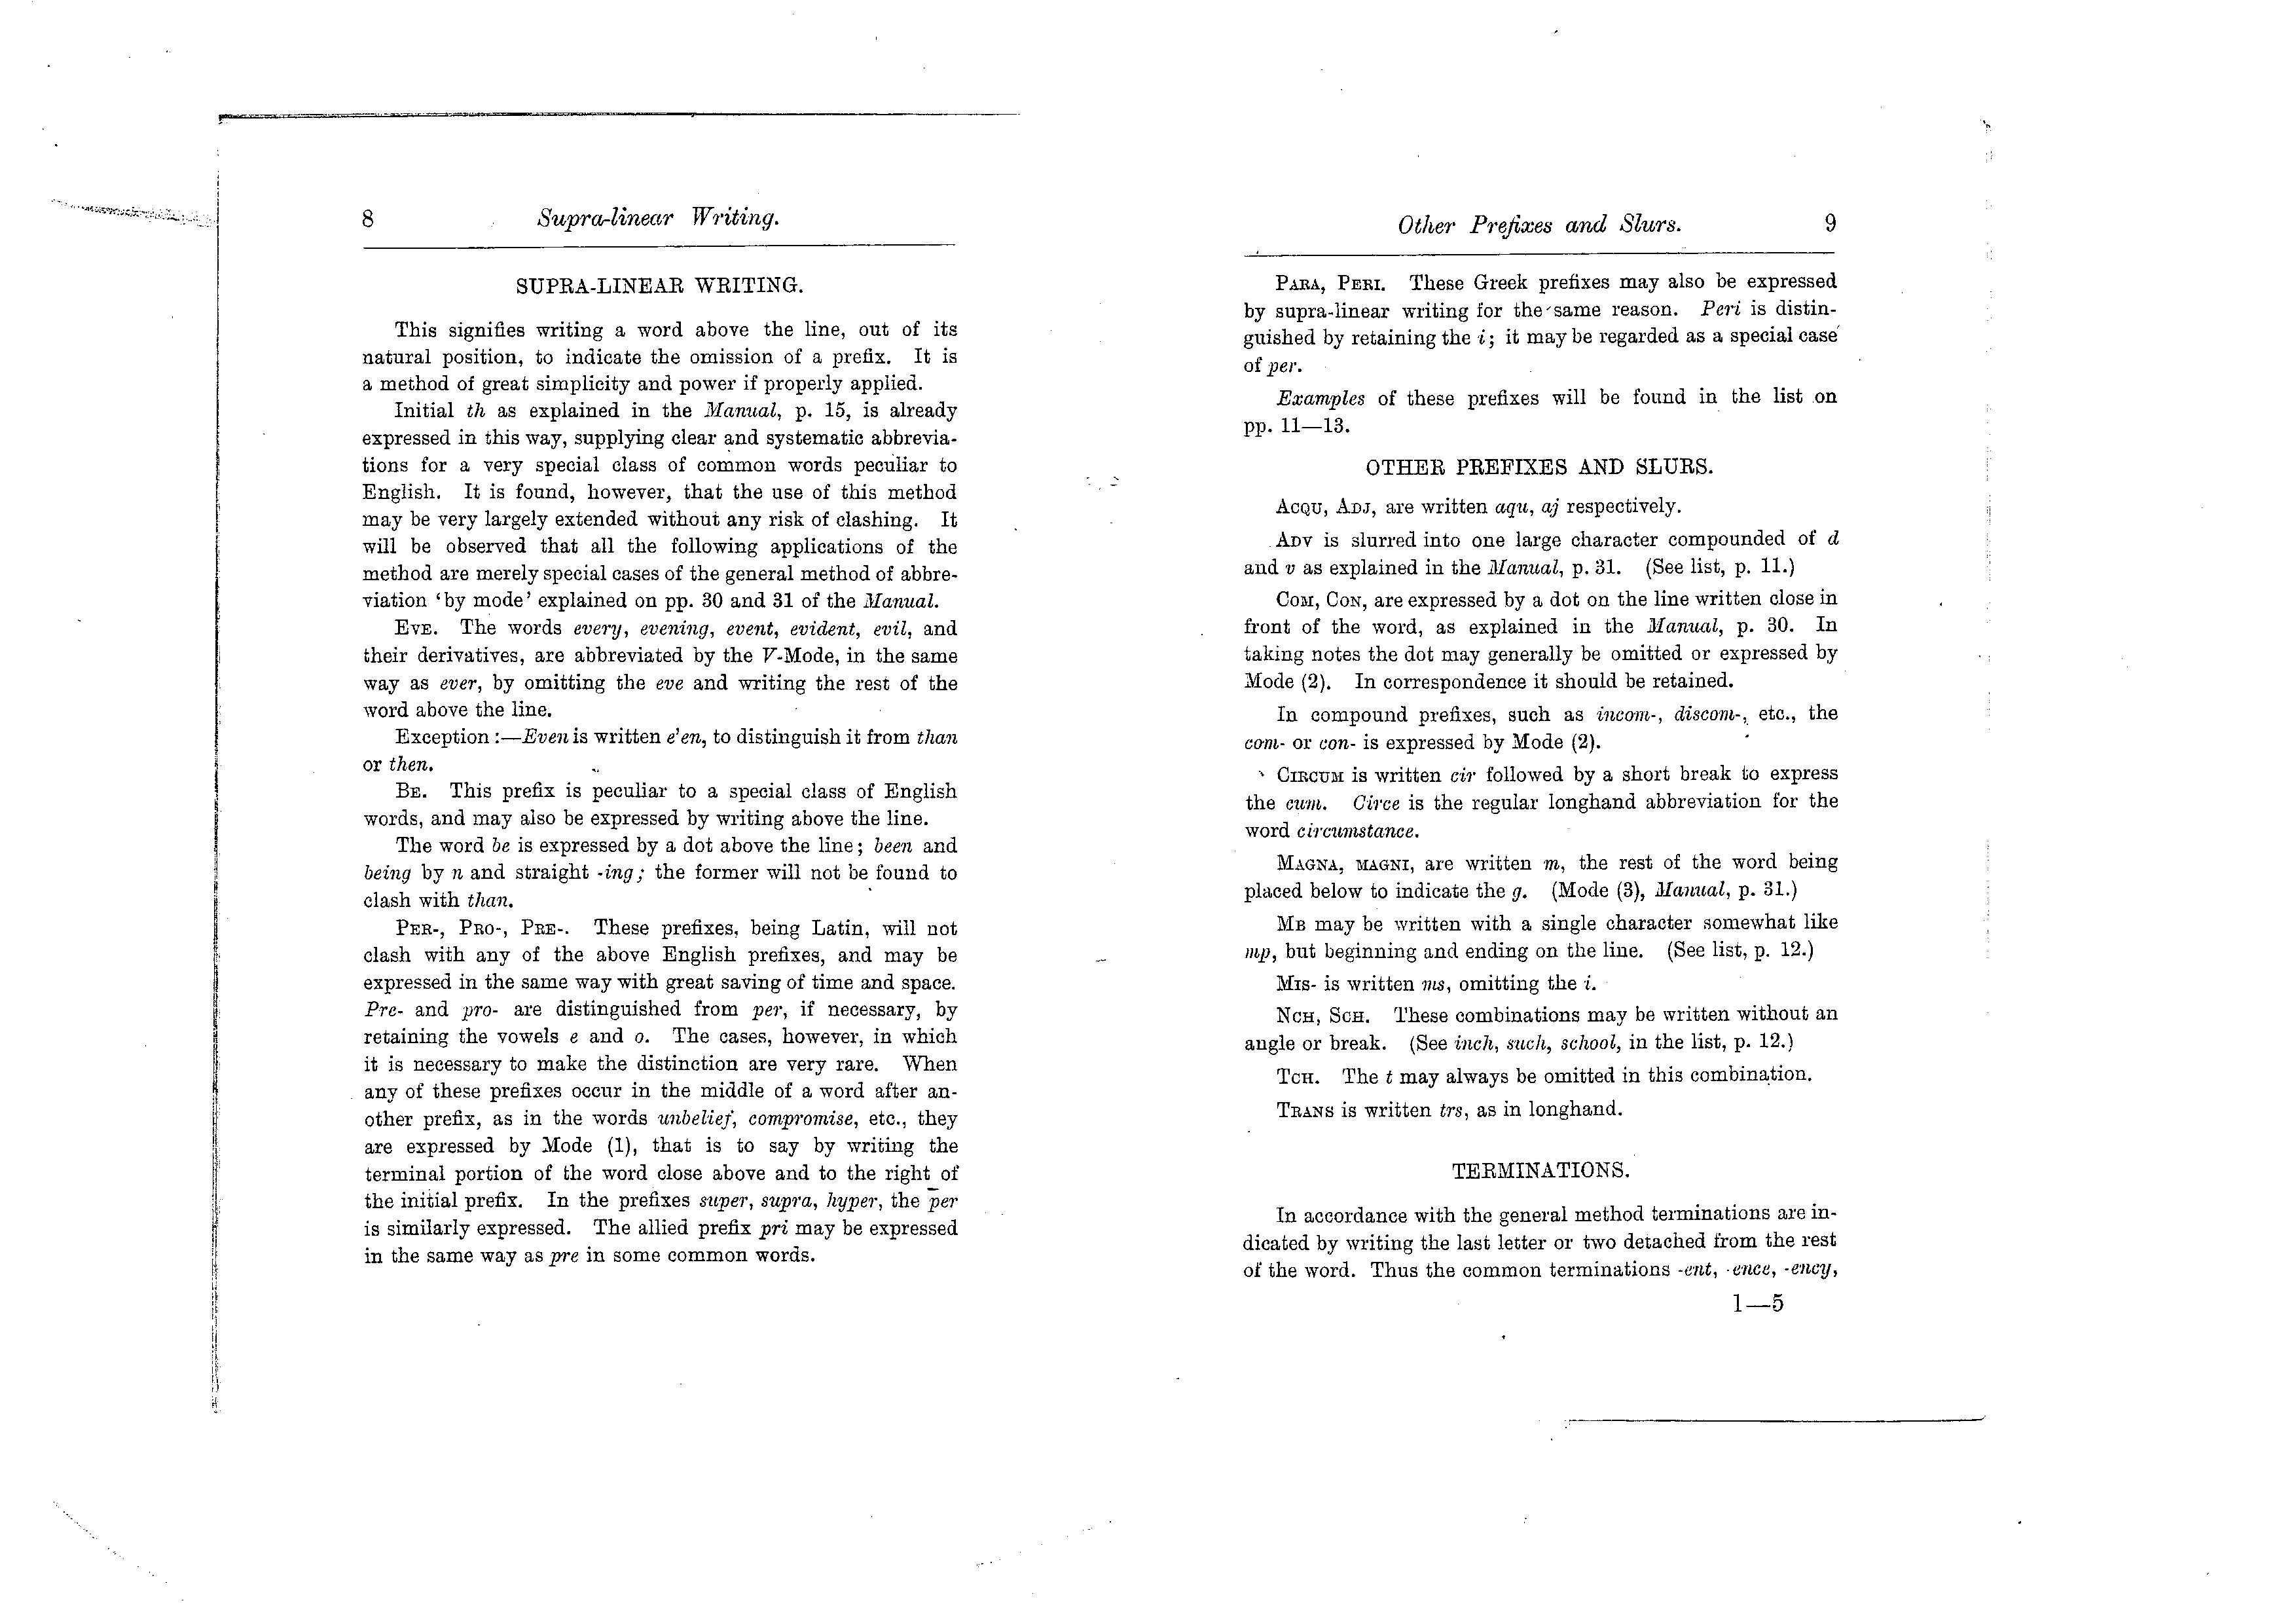 8 Supra-linear Writing.
SUPRA-LINEAR WRITING.
This signifies writing a word above the line, out of its
natural position, to indicate the omission of a prefix. It is
a method of great simplicity and power if properly applied.
Initial th as explained in the Manual, p. 15, is already
expressed in this way, supplying clear and systematic abbrevia-
tions for a very special class of common words peculiar to
English. It is found, however, that the use of this method
may be very largely extended without any risk of clashing. It
will be observed that all the following applications of the
method are merely special cases of the general method of abbre-
viation ‘by mode’ explained on pp. 30 and 31 of the Manual.
EVE. The words every, evening, event, evident, evil, and
their derivatives, are abbreviated by the V-Mode, in the same
way as ever, by omitting the eve and writing the rest of the
word above the line.
Exception :—Even is written e’en, to distinguish it from than
or then.
BE. This prefix is peculiar to a special class of English
words, and may also be expressed by writing above the line.
The word be is expressed by a dot above the line; been and
being by n and straight -ing; the former will not be found to
clash with than.
PER-, PRO-, PRE-. These prefixes, being Latin, will not
clash with any of the above English prefixes, and may be
expressed in the same way with great saving of time and space.
Pre- and pro- are distinguished from per, if necessary, by
retaining the vowels e and o. The cases, however, in which
it is necessary to make the distinction are very rare. When
any of these prefixes occur in the middle of a word after an-
other prefix, as in the words unbelief, compromise, etc., they
are expressed by Mode (1), that is to say by writing the
terminal portion of the word close above and to the right of
the initial prefix. In the prefixes super, supra, hyper, the per
is similarly expressed. The allied prefix pri may be expressed
in the same way as pre in some common words.
Other Prefixes and Slurs. 9
PARA, PERI. These Greek prefixes may also be expressed
by supra-linear writing for the same reason. Peri is distin-
guished by retaining the i; it may be regarded as a special case
of per.
Examples of these prefixes will be found in the list on
pp. 11—13.
OTHER PREFIXES AND SLURS.
ACQU, ADJ, are written aqu, aj respectively.
ADV is slurred into one large character compounded of d
and v as explained in the Manual, p. 31. (See list, p. 11.)
COM, CON, are expressed by a dot on the line written close in
front of the word, as explained in the Manual, p. 30. In
taking notes the dot may generally be omitted or expressed by
Mode (2). In correspondence it should be retained.
In compound prefixes, such as incom-, discom-, etc., the
com- or con- is expressed by Mode (2).
CIRCUM is written cir followed by a short break to express
the cum. Circe is the regular longhand abbreviation for the
word circumstance.
MAGNA, MAGNI, are written m, the rest of the word being
placed below to indicate the g. (Mode (3), Manual, p. 31.)
MB may be written with a single character somewhat like
mp, but beginning and ending on the line. (See list, p. 12.)
MIS- is written ms, omitting the i.
NCH, SCH. These combinations may be written without an
angle or break. (See inch, such, school, in the list, p. 12.)
TCH. The t may always be omitted in this combination.
TRANS is written trs, as in longhand.
TERMINATIONS.
In accordance with the general method terminations are in-
dicated by writing the last letter or two detached from the rest
of the word. Thus the common terminations -ent, -ence, -ency,
1—5